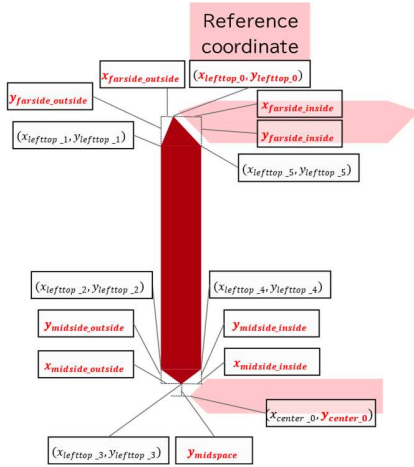 Reference
coordinate
x_farside_outside
(x_lefttop_0, y_lefttop_0)
y_farside_outside
x_farside_inside
y_farside_inside
(x_lefttop_1, y_lefttop_1)
(x_lefttop_5, y_lefttop_5)
(x_lefttop_2, y_lefttop_2)
(x_lefttop_4, y_lefttop_4)
y_midside_outside
y_midside_inside
x_midside_outside
x_midside_inside
(x_center_0, y_center_0)
(x_lefttop_3, y_lefttop_3)
y_midspace